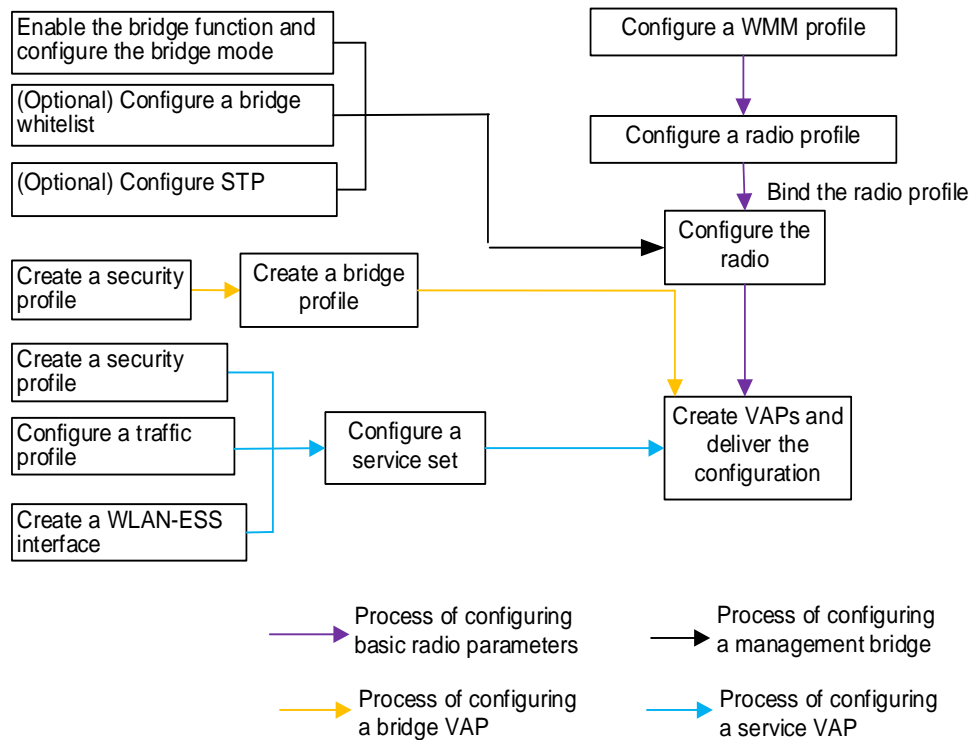 Enable the bridge function and
configure the bridge mode
(Optional) Configure a bridge
whitelist
(Optional) Configure STP
Configure a WMM profile
Configure a radio profile
Bind the radio profile
Configure the
radio
Create a security
profile
Create a bridge
profile
Create a security
profile
Configure a traffic
profile
Create a WLAN-ESS
interface
Configure a
service set
Create VAPs and
deliver the
configuration
Process of configuring
basic radio parameters
Process of configuring
a management bridge
Process of configuring
a bridge VAP
Process of configuring
a service VAP